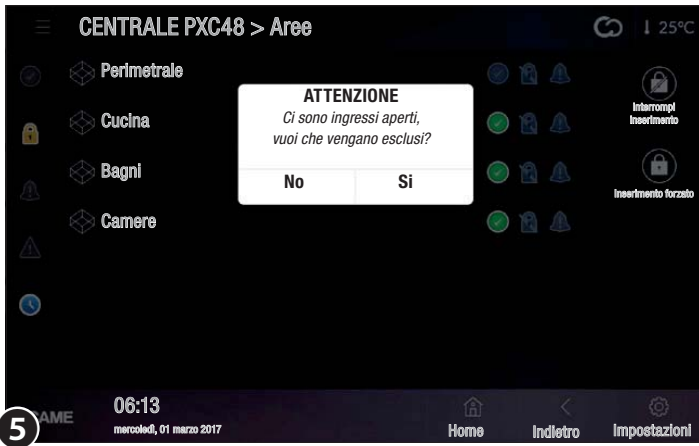 CENTRALE PXC48 > Aree
25°C
Perimetrale
ATTENZIONE
Ci sono ingressi aperti,
vuoi che vengano esclusi?
No
Si
Cucina
Bagni
Camere
Interrompi
Inserimento
Inserimento forzato
5
CAME
06:13
mercoledì, 01 marzo 2017
Home
Indietro
Impostazioni